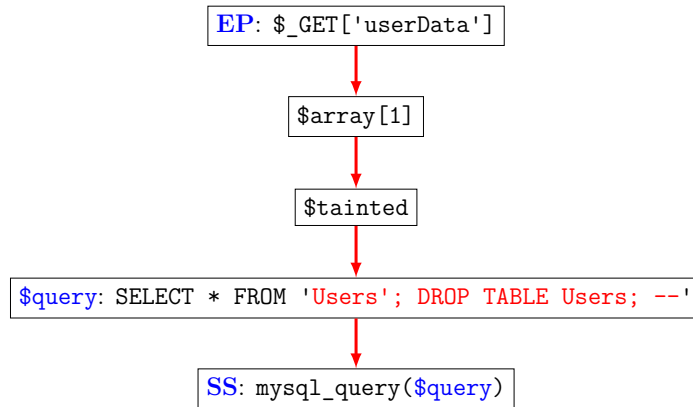 EP: $_GET['userData']
$array[1]
$tainted
$query: SELECT * FROM 'Users'; DROP TABLE Users; --'
SS: mysql_query($query)